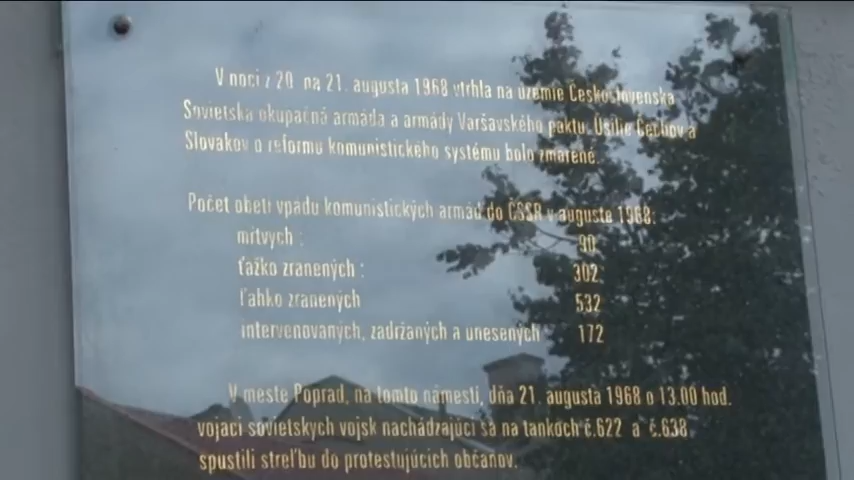 V noci z 20. na 21. augusta 1968 vtrhla na územie Československa
Sovietska okupačná armáda a armády Varšavského paktu. Úsilie Čechov a
Slovákov o reformu komunistického systému bolo zmarené.
Počet obetí vpádu komunistických armád do ČSSR v auguste 1968:
mŕtvych : 90
ťažko zranených : 302
ľahko zranených 532
intervenovaných, zadržaných a unesených 172
V meste Poprad, na tomto námestí, dňa 21. augusta 1968 o 13.00 hod.
vojaci sovietskych vojsk nachádzajúci sa na tankoch č.622 a č.638
spustili streľbu do protestujúcich občanov.